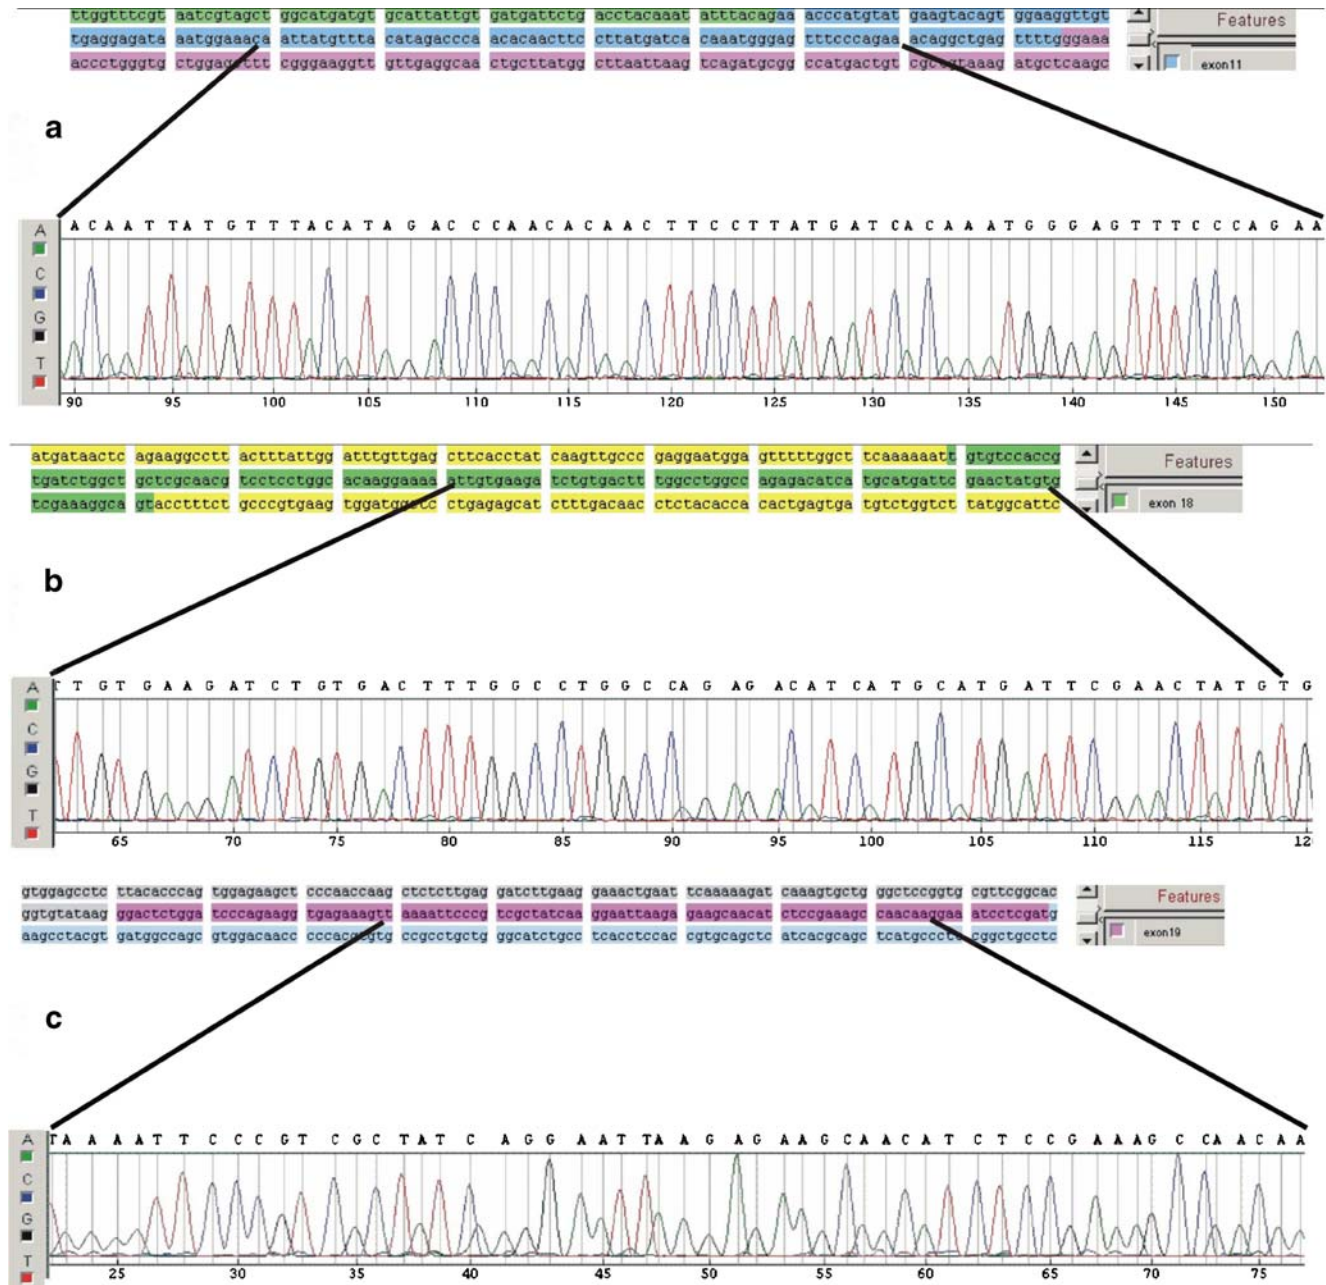 ttggtttcgt aatcgtagct ggcatgatgt gcattattgt gatgattctg acctacaaat atttacagaa acccatgtat gaagtacagt ggaaggttgt
Features
tgaggagata aatggaaaca attatgttta catagaccca acacaacttc cttatgatca caaatgggag tttcccagaa acaggctgag ttttgggaaa
accctgggtg cgggaaggtt gttgaggcaa ctgcttatgg cttaattaag tcagatgcgg ccatgactgt atgctcaagc
exon11
a
A C A A T T A T G T T T A C A T A G A C C C A A C A C A A C T T C C T T A T G A T C A C A A A T G G G A G T T T C C C A G A A
A
C
G
T
90 95 100 105 110 115 120 125 130 135 140 145 150
atgataactc agaaggcctt actttattgg atttgttgag cttcacctat caagttgccc gaggaatgga gtttttggct tcaaaaaatt gtgtccaccg
Features
tgatctggct gctcgcaacg tcctcctggc acaaggaaaa attgtgaaga tctgtgactt tggcctggcc agagacatca tgcatgattc gaactatgtg
tcgaaaggca gtacctttct gcccgtgaag ctgagagcat ctttgacaac ctctacacca cactgagtga tgtctggtct tatggcattc
exon 18
b
T T G T G A A G A T C T G T G A C T T T G G C C T G G C C A G A G A C A T C A T G C A T G A T T C G A A C T A T G T G
A
C
G
T
65 70 75 80 85 90 95 100 105 110 115 12
gtggagcctc ttacacccag tggagaagct cccaaccaag ctctcttgag gatcttgaag gaaactgaat tcaaaaagat caaagtgctg ggctccggtg cgttcggcac
Features
ggtgtataag ggactctgga tcccagaagg tgagaaagtt aaaattcccg tcgctatcaa ggaattaaga gaagcaacat ctccgaaagc caacaaggaa atcctcgatg
aagcctacgt gatggccagc gtggacaacc ccgcctgctg ggcatctgcc tcacctccac cgtgcagctc atcacgcagc cggctgcctc
exon19
c
T A A A A T T C C C G T C G C T A T C A G G A A T T A A G A G A A G C A A C A T C T C C G A A A G C C A A C A A
A
C
G
T
25 30 35 40 45 50 55 60 65 70 75